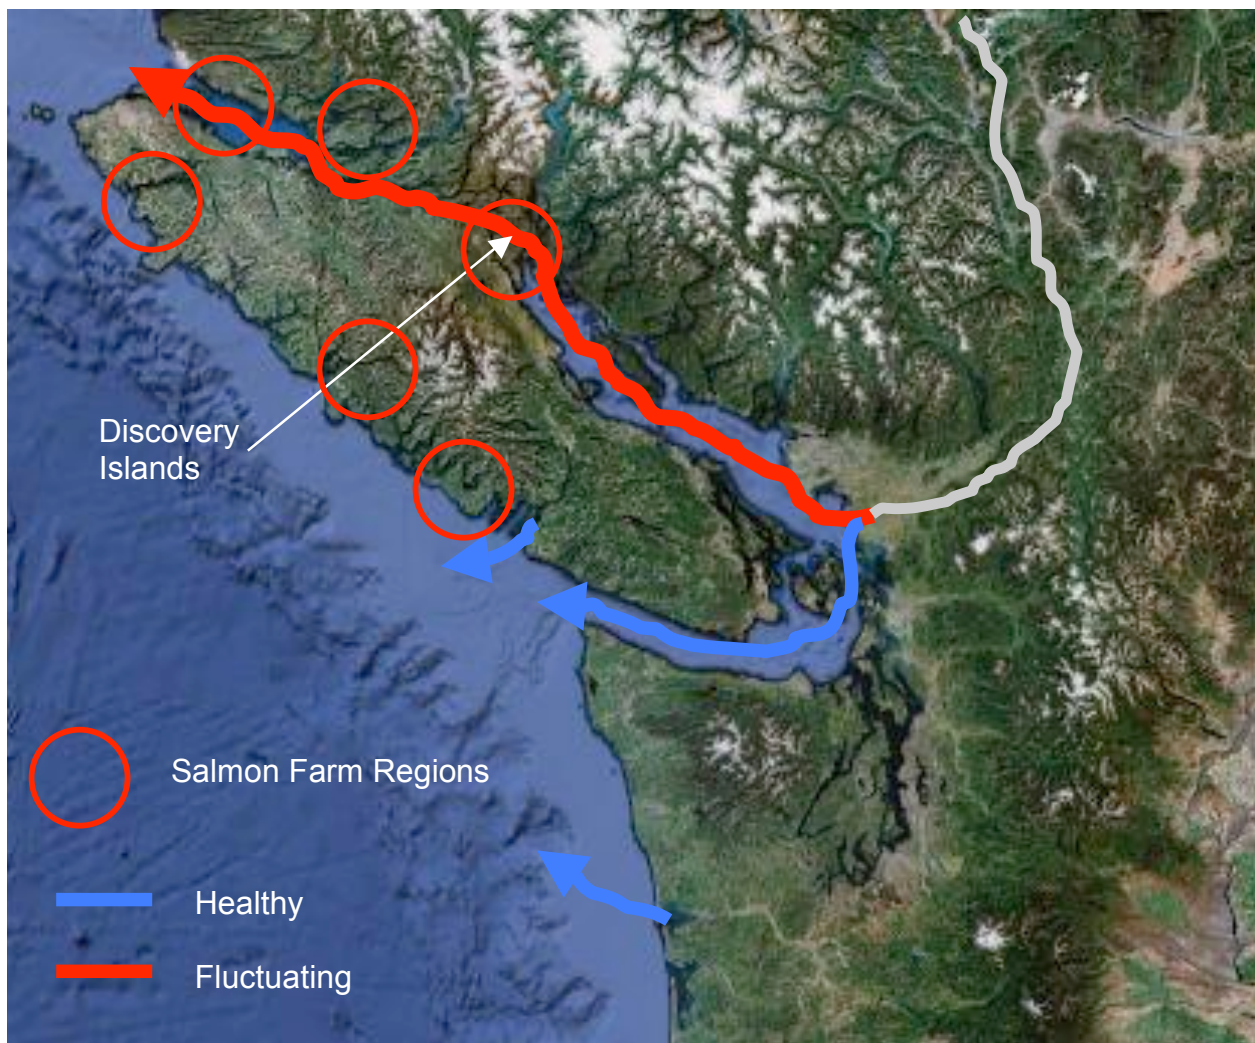 Discovery
Islands
Salmon Farm Regions
Healthy
Fluctuating